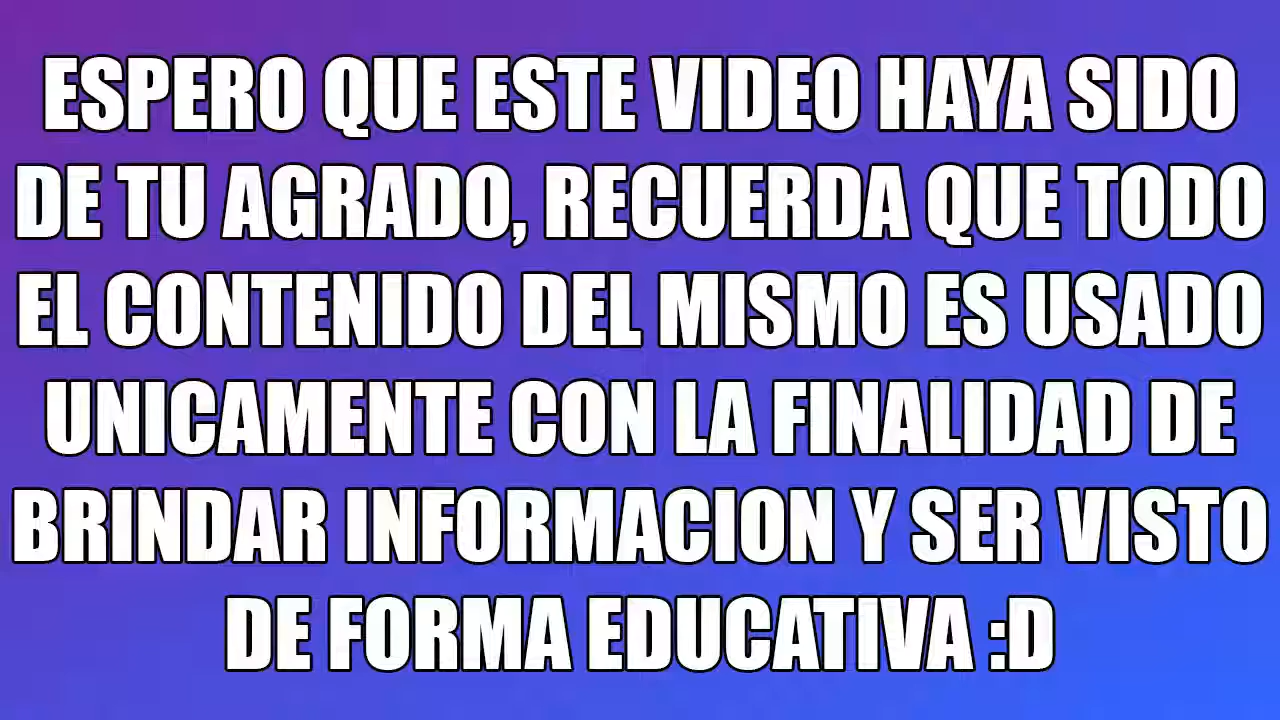 ESPERO QUE ESTE VIDEO HAYA SIDO
DE TU AGRADO, RECUERDA QUE TODO
EL CONTENIDO DEL MISMO ES USADO
UNICAMENTE CON LA FINALIDAD DE
BRINDAR INFORMACION Y SER VISTO
DE FORMA EDUCATIVA :D